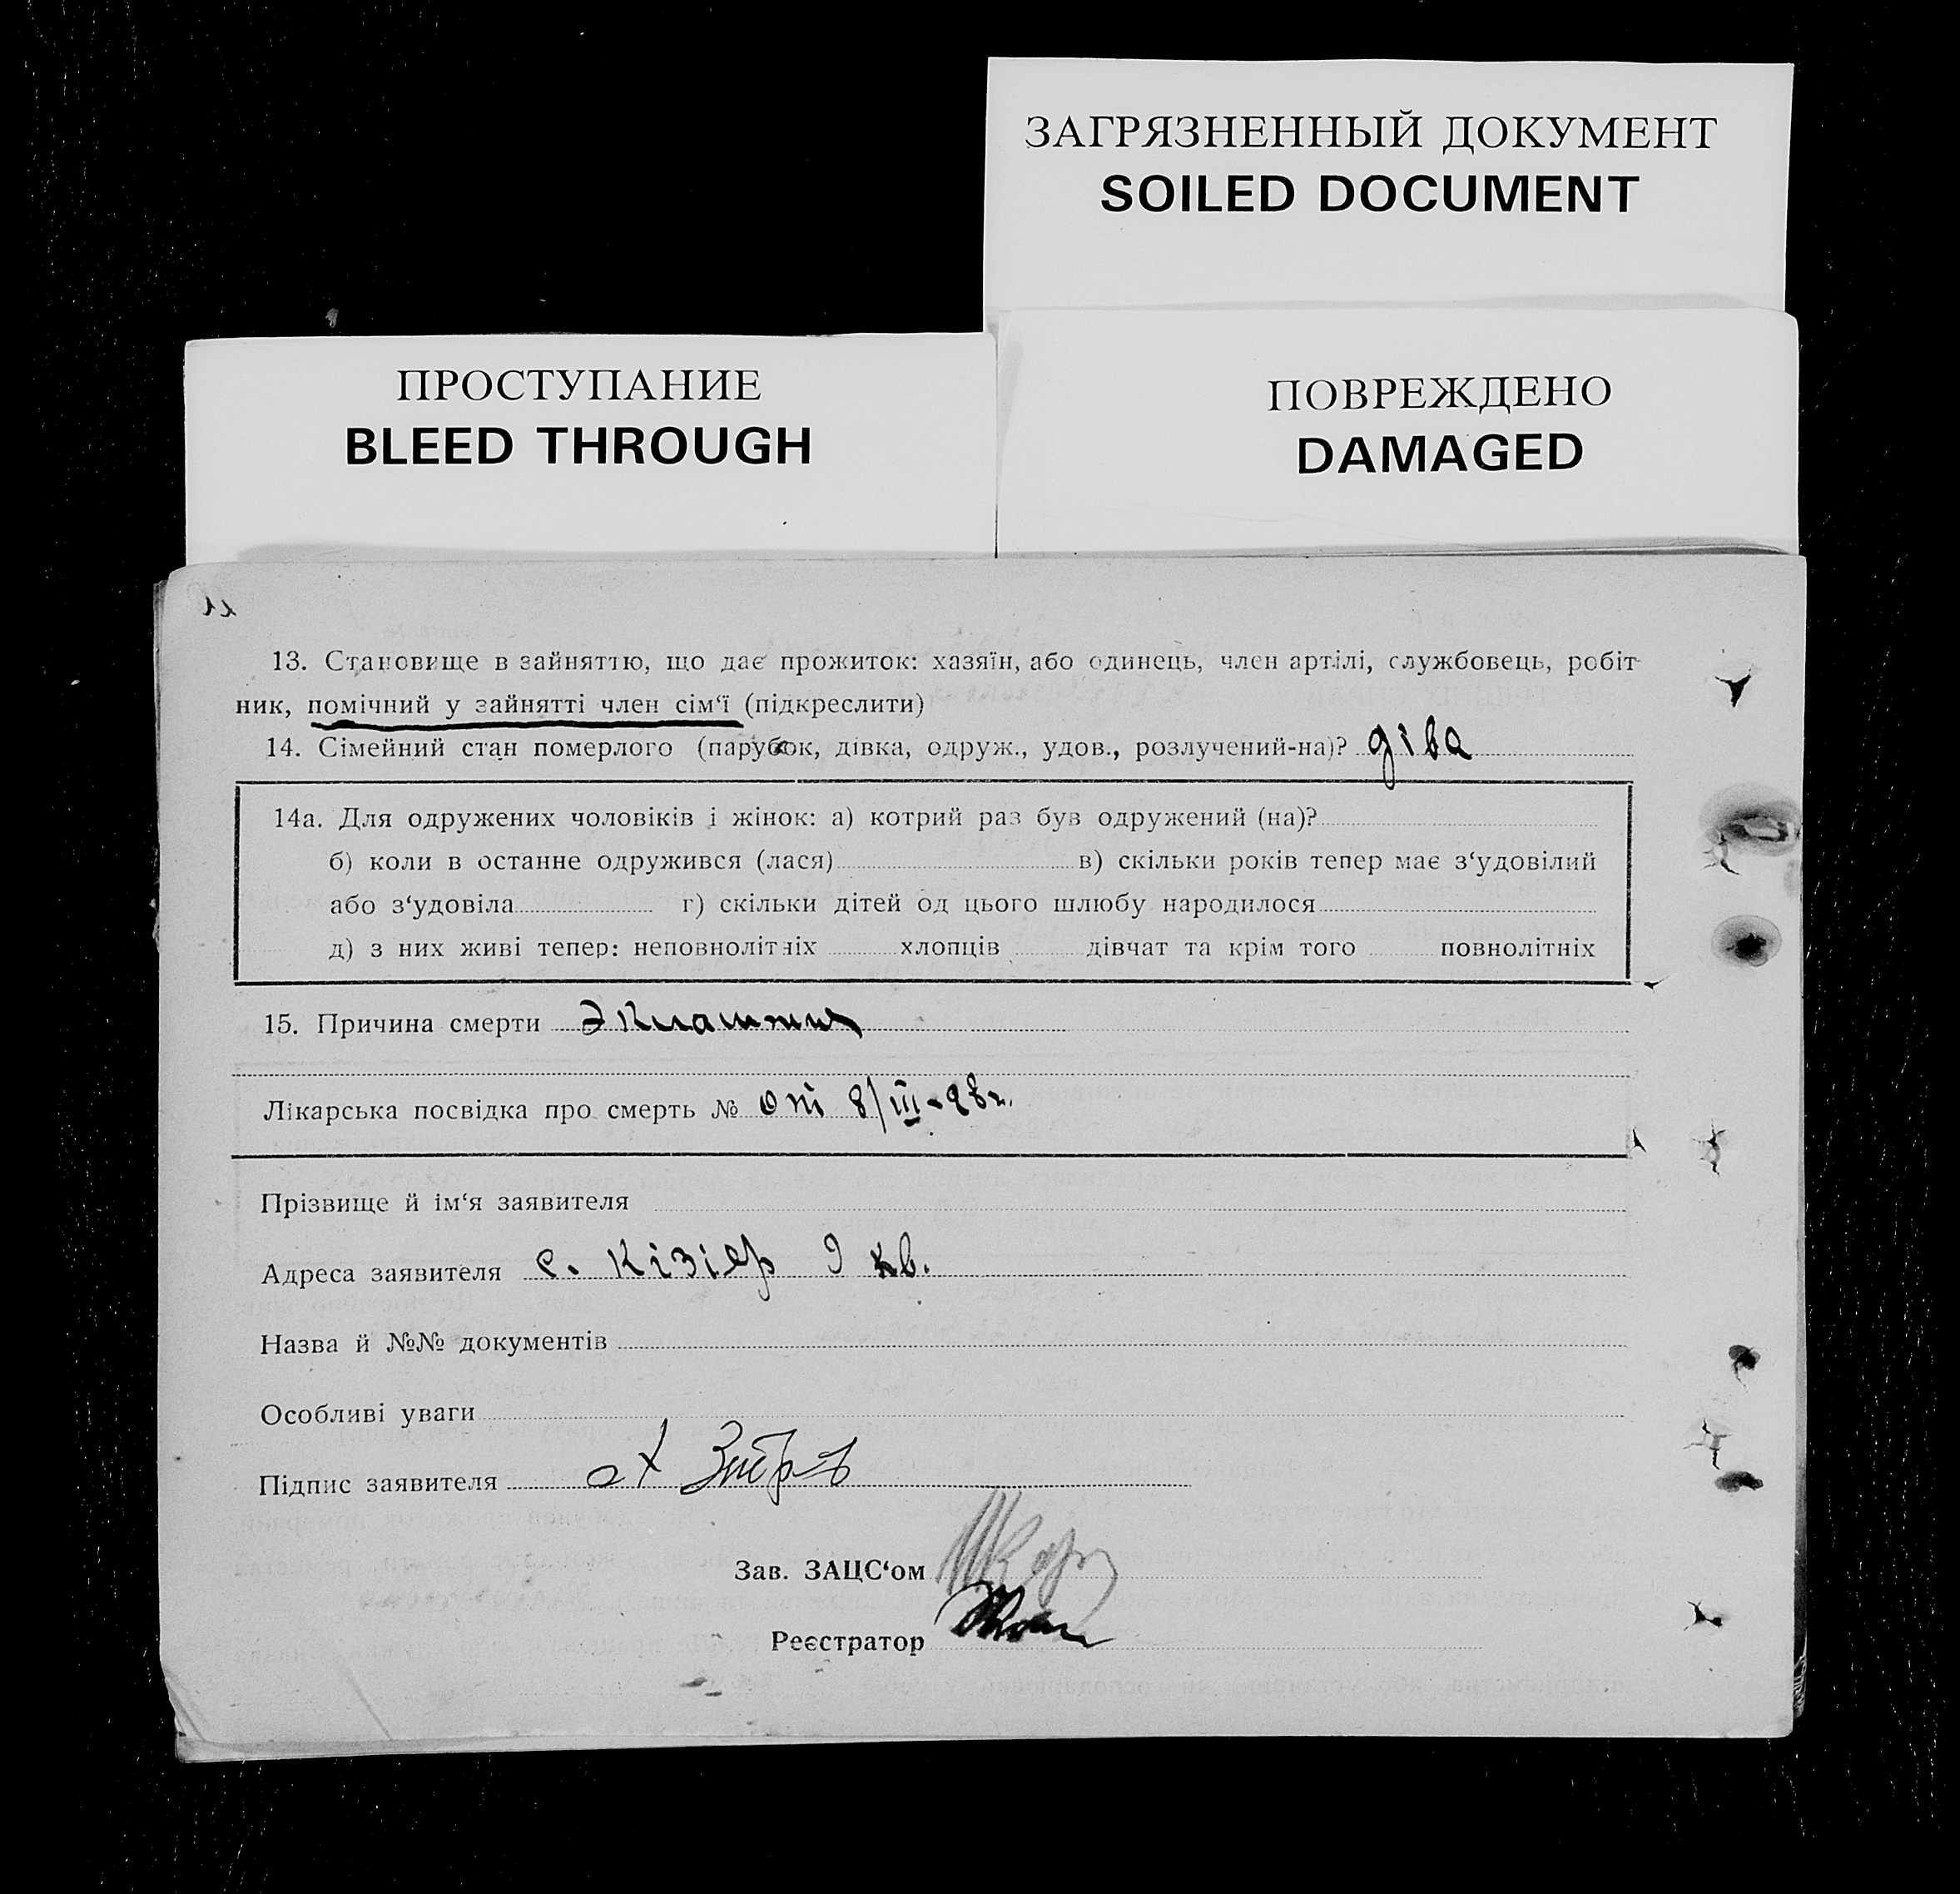 ЗАГРЯЗНЕННЫЙ ДОКУМЕНТ
SOILED DOCUMENT
ПРОСТУПАНИЕ
BLEED THROUGH
ПОВРЕЖДЕНО
DAMAGED
13. Становище в зайняттю, що дає прожиток: хазяїн, або одинець, член артілі, службовець, робіт-
ник, помічний у зайнятті член сім‘ї (підкреслити)
14. Сімейний стан померлого (парубок, дівка, одруж., удов., розлучений-на)? діва
14а. Для одружених чоловіків і жінок: а) котрий раз був одружений (на)?
б) коли в останне одружився (лася) в) скільки років тепер має з‘удовілий
або з‘удовіла г) скільки дітей од цього шлюбу народилося
д) з них живі тепер: неповнолітніх хлопців дівчат та крім того повнолітніх
15. Причина смерти
Лікарська посвідка про смерть № от 8/III-28г.
Прізвище й ім‘я заявителя
Адреса заявителя с. Кізіяр 9 кв.
Назва й №№ документів
Особливі уваги
Підпис заявителя
Зав. ЗАЦС‘ом
Реєстратор